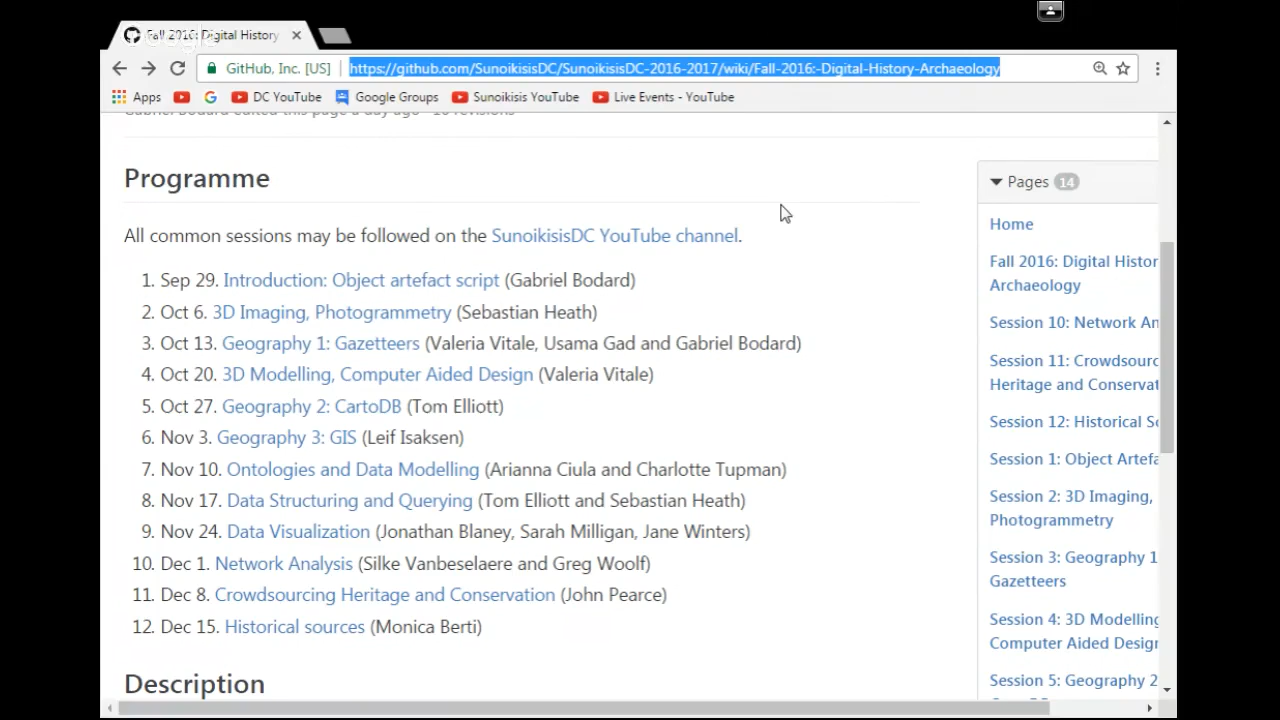 Fall 2016: Digital History
GitHub, Inc. [US] https://github.com/SunoikisisDC/SunoikisisDC-2016-2017/wiki/Fall-2016:-Digital-History-Archaeology
Apps DC YouTube Google Groups Sunoikisis YouTube Live Events - YouTube
Gabriel Bodard edited this page a day ago · 10 revisions
Programme
Pages 14
All common sessions may be followed on the SunoikisisDC YouTube channel.
1. Sep 29. Introduction: Object artefact script (Gabriel Bodard)
2. Oct 6. 3D Imaging, Photogrammetry (Sebastian Heath)
3. Oct 13. Geography 1: Gazetteers (Valeria Vitale, Usama Gad and Gabriel Bodard)
4. Oct 20. 3D Modelling, Computer Aided Design (Valeria Vitale)
5. Oct 27. Geography 2: CartoDB (Tom Elliott)
6. Nov 3. Geography 3: GIS (Leif Isaksen)
7. Nov 10. Ontologies and Data Modelling (Arianna Ciula and Charlotte Tupman)
8. Nov 17. Data Structuring and Querying (Tom Elliott and Sebastian Heath)
9. Nov 24. Data Visualization (Jonathan Blaney, Sarah Milligan, Jane Winters)
10. Dec 1. Network Analysis (Silke Vanbeselaere and Greg Woolf)
11. Dec 8. Crowdsourcing Heritage and Conservation (John Pearce)
12. Dec 15. Historical sources (Monica Berti)
Description
Home
Fall 2016: Digital Histor
Archaeology
Session 10: Network An
Session 11: Crowdsourc
Heritage and Conservat
Session 12: Historical So
Session 1: Object Artefa
Session 2: 3D Imaging,
Photogrammetry
Session 3: Geography 1
Gazetteers
Session 4: 3D Modelling
Computer Aided Design
Session 5: Geography 2